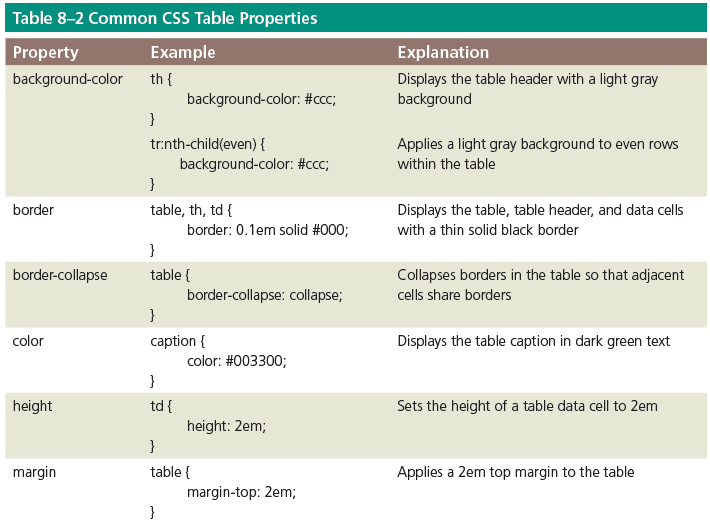 Table 8–2 Common CSS Table Properties
Property Example Explanation
background-color th { Displays the table header with a light gray
background-color: #ccc; background
}
tr:nth-child(even) { Applies a light gray background to even rows
background-color: #ccc; within the table
}
border table, th, td { Displays the table, table header, and data cells
border: 0.1em solid #000; with a thin solid black border
}
border-collapse table { Collapses borders in the table so that adjacent
border-collapse: collapse; cells share borders
}
color caption { Displays the table caption in dark green text
color: #003300;
}
height td { Sets the height of a table data cell to 2em
height: 2em;
}
margin table { Applies a 2em top margin to the table
margin-top: 2em;
}